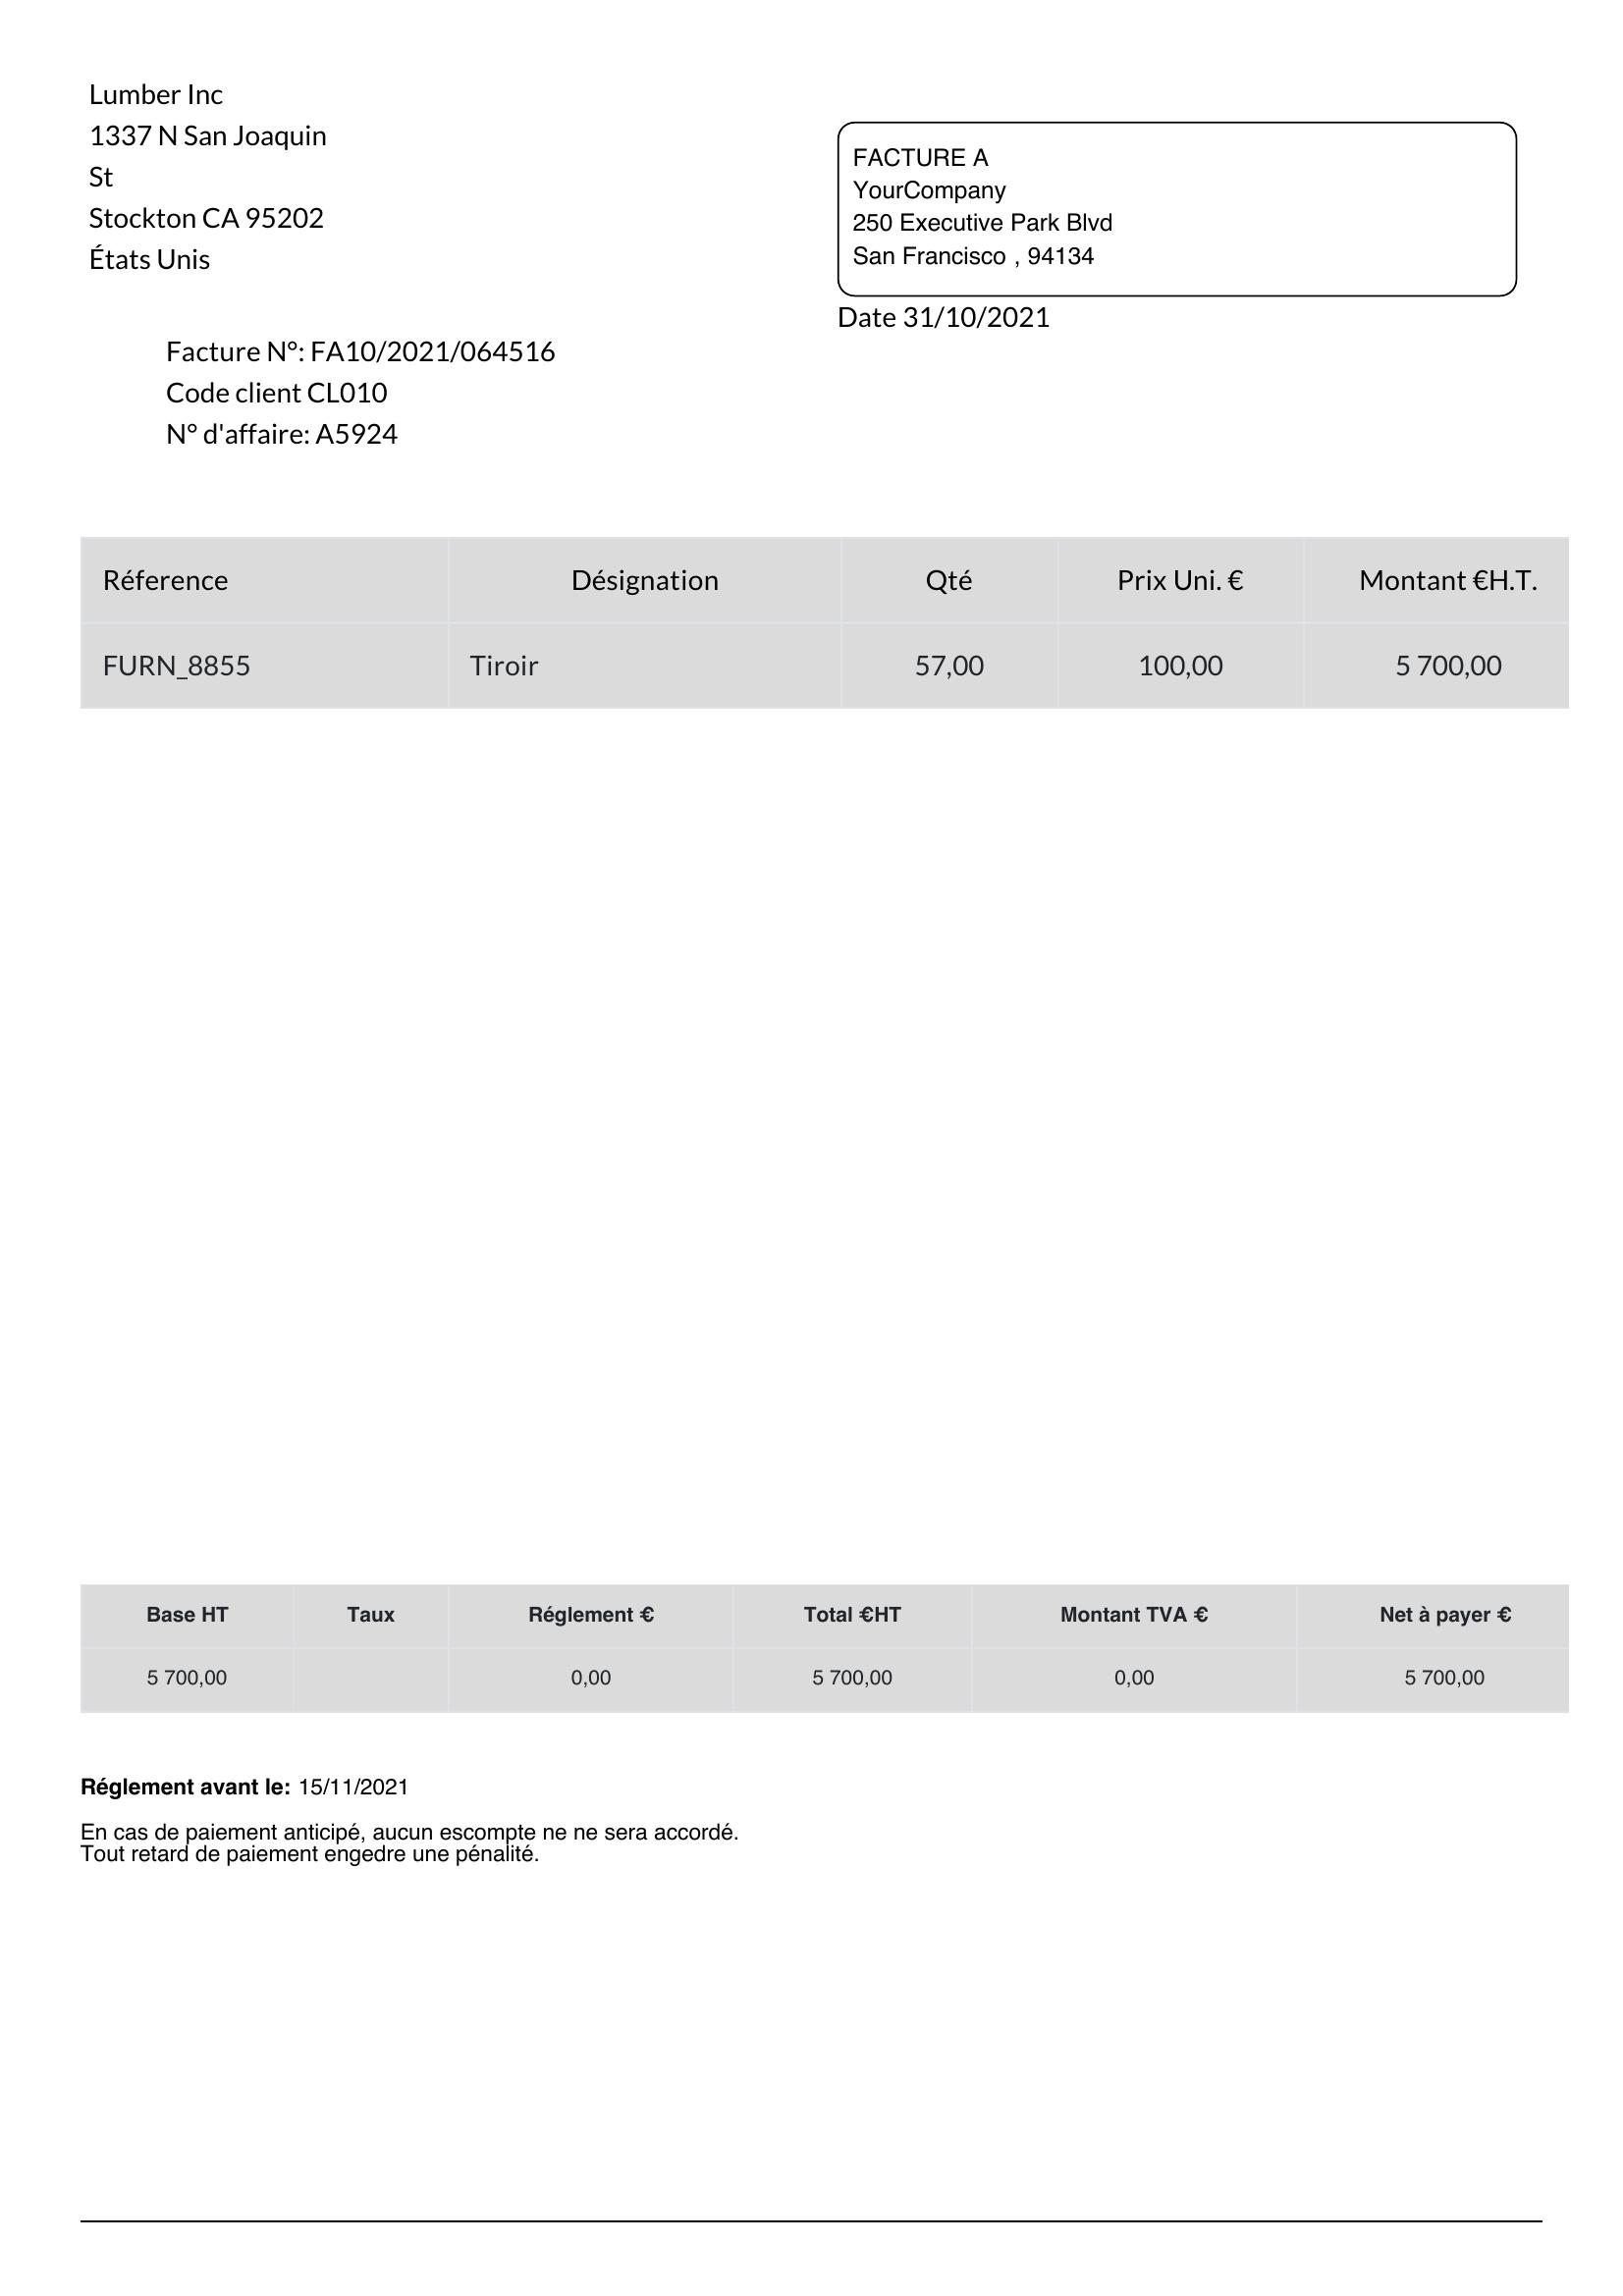 Lumber Inc
1337 N San Joaquin
St
Stockton CA 95202
États Unis
FACTURE A
YourCompany
250 Executive Park Blvd
San Francisco , 94134
Date 31/10/2021
Facture N°: FA10/2021/064516
Code client CL010
N° d'affaire: A5924
Réference Désignation Qté Prix Uni. € Montant €H.T.
FURN_8855 Tiroir 57,00 100,00 5 700,00
Base HT Taux Réglement € Total €HT Montant TVA € Net à payer €
5 700,00 0,00 5 700,00 0,00 5 700,00
Réglement avant le: 15/11/2021
En cas de paiement anticipé, aucun escompte ne ne sera accordé.
Tout retard de paiement engedre une pénalité.